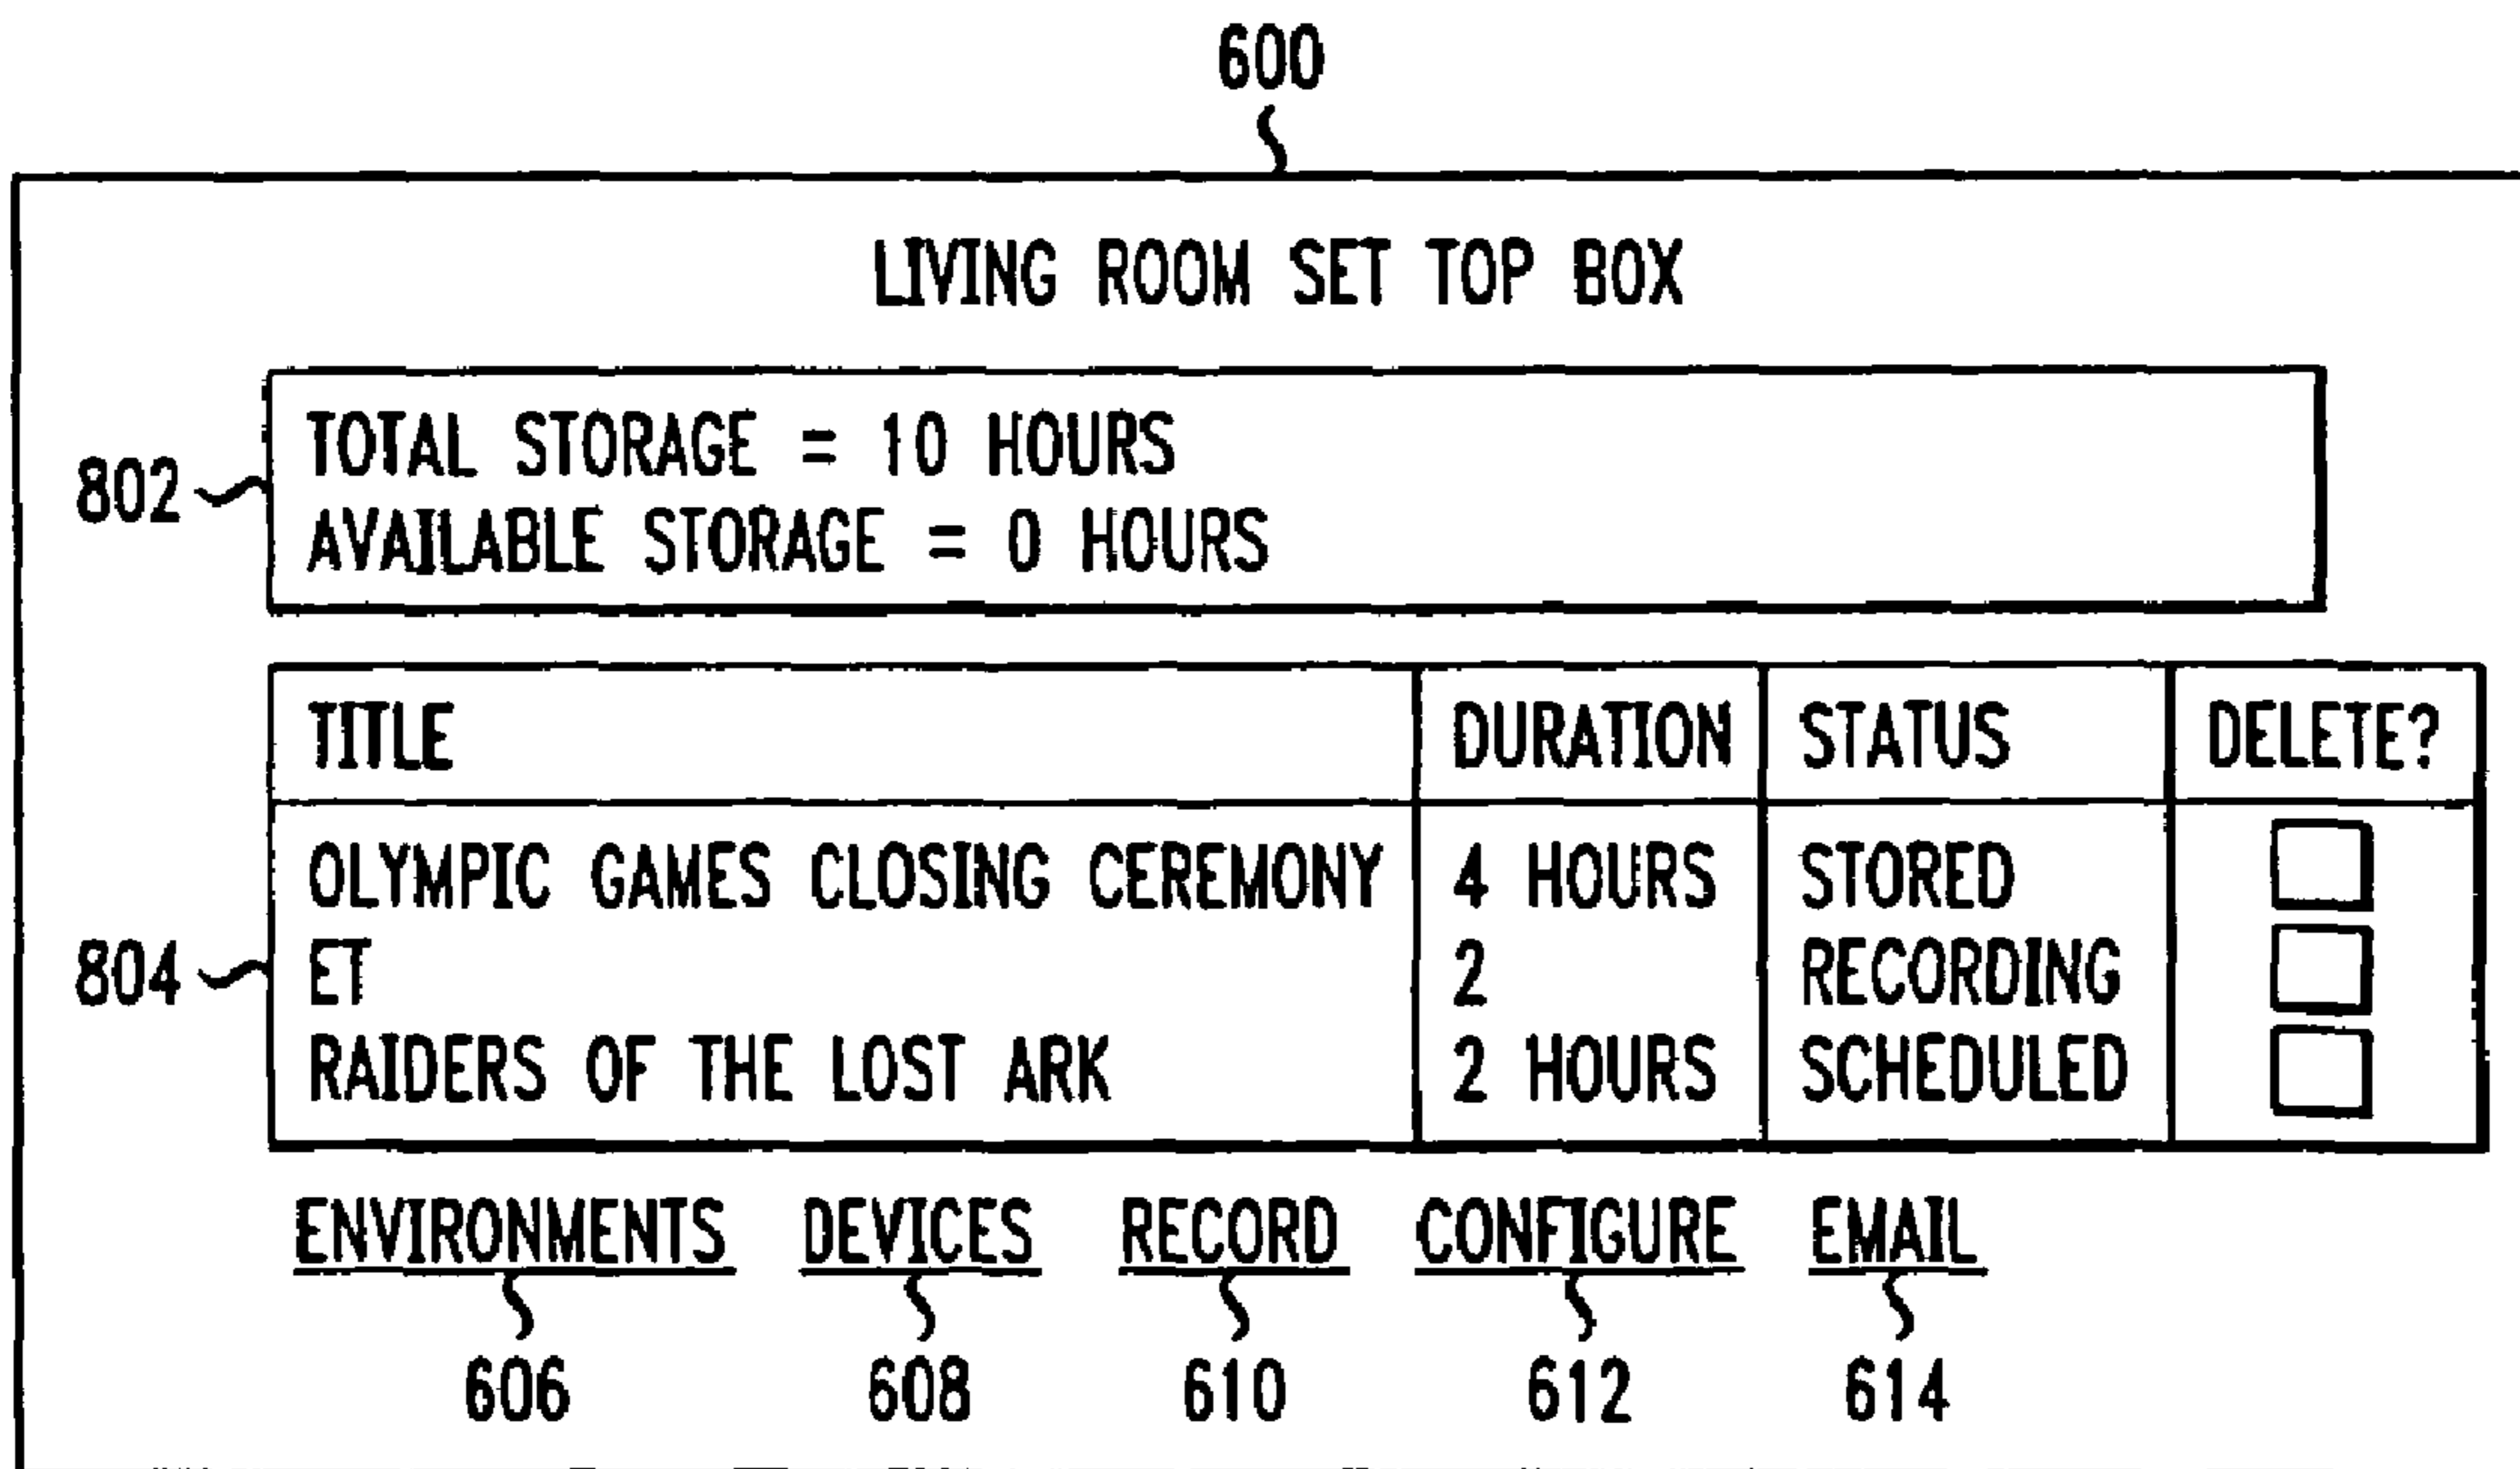 600
LIVING ROOM SET TOP BOX
802
TOTAL STORAGE = 10 HOURS
AVAILABLE STORAGE = 0 HOURS
TITLE DURATION STATUS DELETE?
OLYMPIC GAMES CLOSING CEREMONY 4 HOURS STORED
804 ET 2 RECORDING
RAIDERS OF THE LOST ARK 2 HOURS SCHEDULED
ENVIRONMENTS DEVICES RECORD CONFIGURE EMAIL
606 608 610 612 614